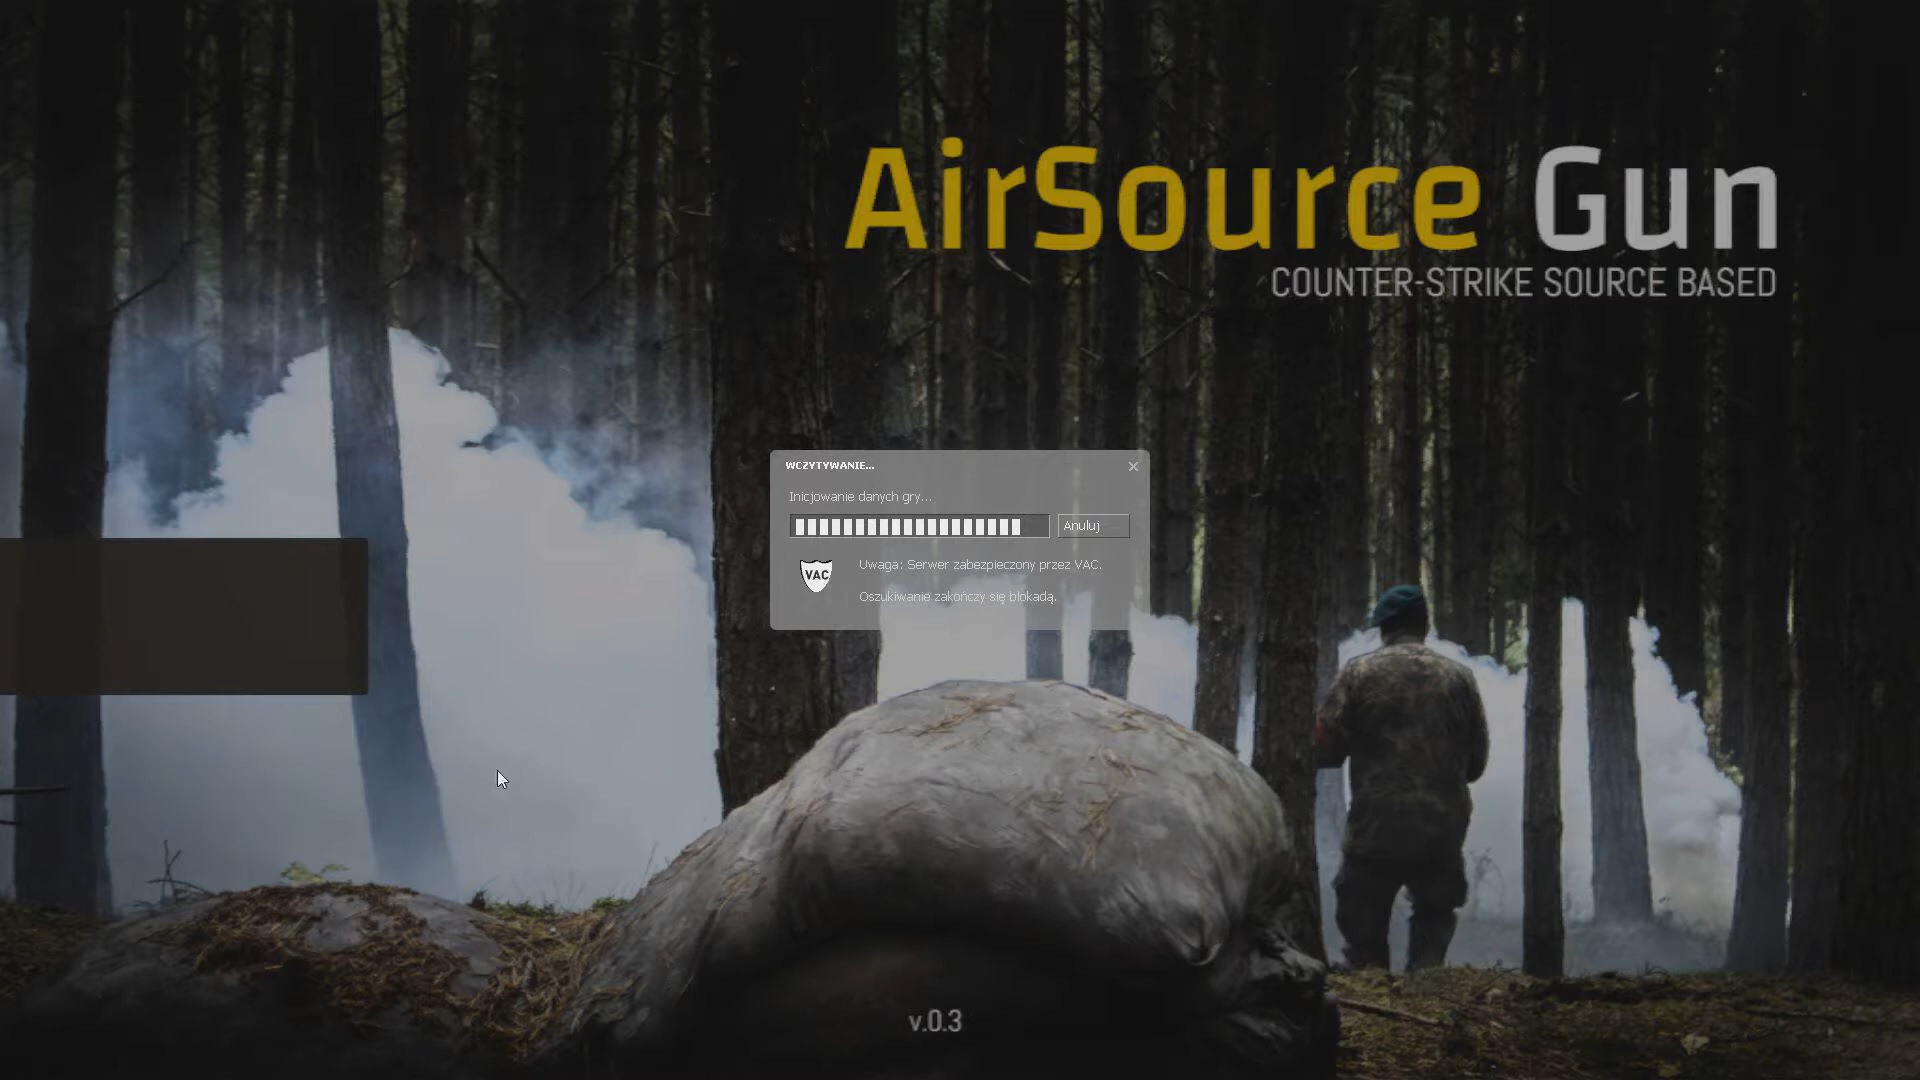 AirSource Gun
COUNTER-STRIKE SOURCE BASED
WCZYTYWANIE...
Inicjowanie danych gry...
Anuluj
VAC
Uwaga: Serwer zabezpieczony przez VAC.
Oszukiwanie zakończy się blokadą.
v.0.3